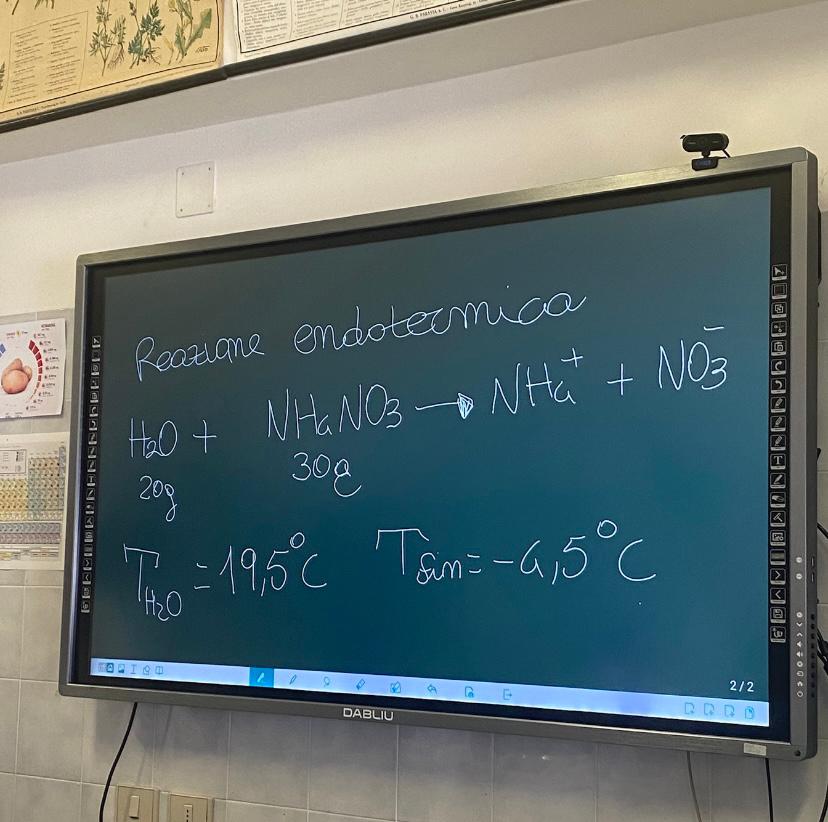 Reazione endotermica
H2O + NH4NO3 → NH4+ + NO3-
20g 30g
TH2O = 19,5°C Tfin = -4,5°C
2/2
DABLIU